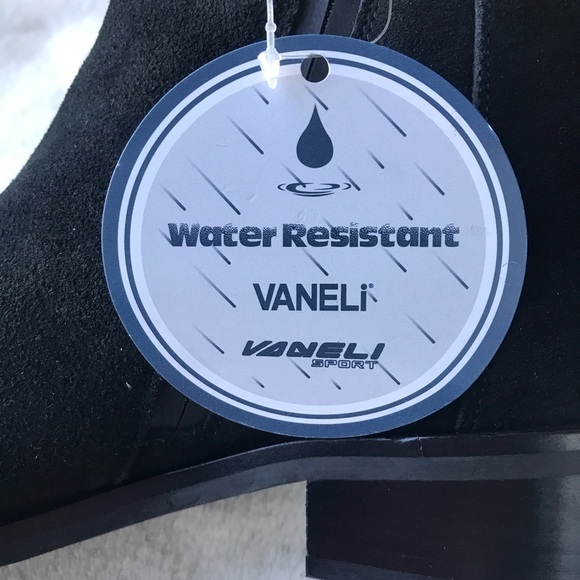 Water Resistant
VANELi®
VANELI
SPORT